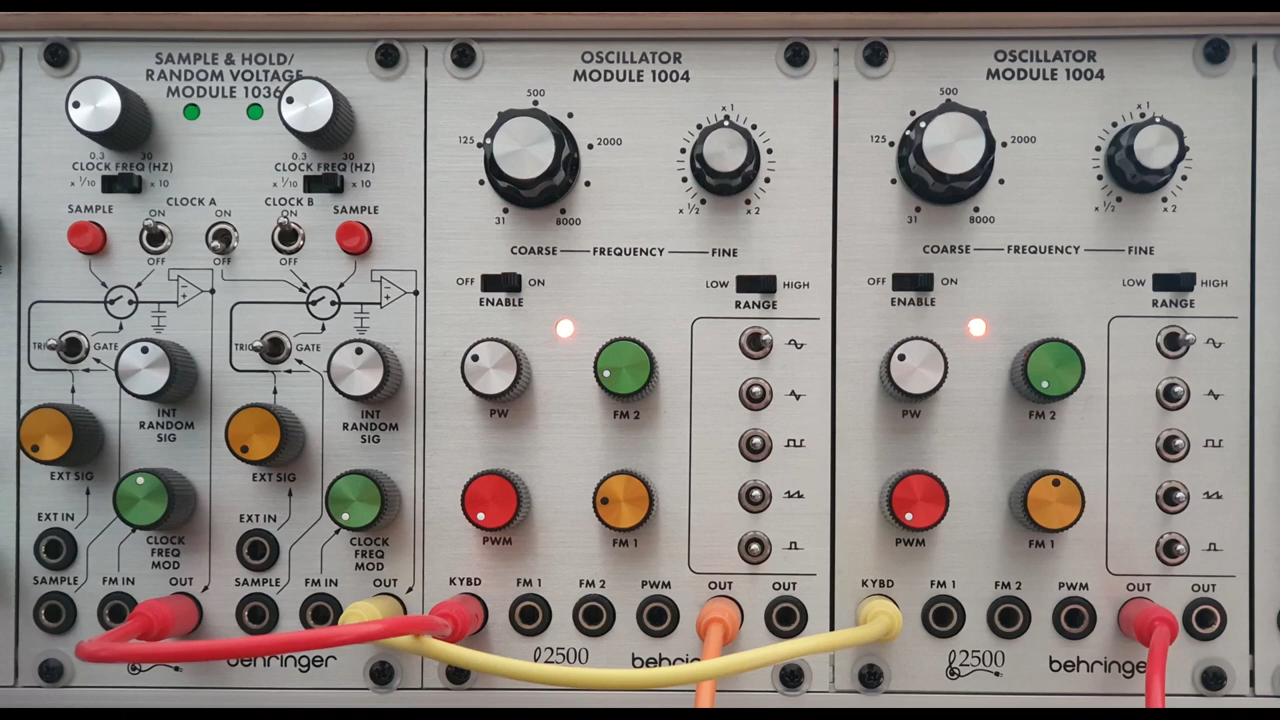 SAMPLE & HOLD/
RANDOM VOLTAGE
MODULE 1036
0.3 30 0.3 30
CLOCK FREQ (HZ) CLOCK FREQ (HZ)
x 1/10 x 10 x 1/10 x 10
SAMPLE CLOCK A CLOCK B SAMPLE
ON ON ON
OFF OFF OFF
TRIG GATE TRIG GATE
INT
RANDOM
SIG
INT
RANDOM
SIG
EXT SIG EXT SIG
EXT IN EXT IN
CLOCK
FREQ
MOD
CLOCK
FREQ
MOD
SAMPLE FM IN OUT SAMPLE FM IN OUT
behringer
OSCILLATOR
MODULE 1004
500 x 1
125 2000
31 8000 x 1/2 x 2
COARSE FREQUENCY FINE
OFF ON LOW HIGH
ENABLE RANGE
PW FM 2
PWM FM 1
KYBD FM 1 FM 2 PWM OUT OUT
2500 behringer
OSCILLATOR
MODULE 1004
500 x 1
125 2000
31 8000 x 1/2 x 2
COARSE FREQUENCY FINE
OFF ON LOW HIGH
ENABLE RANGE
PW FM 2
PWM FM 1
KYBD FM 1 FM 2 PWM OUT OUT
2500 behringer